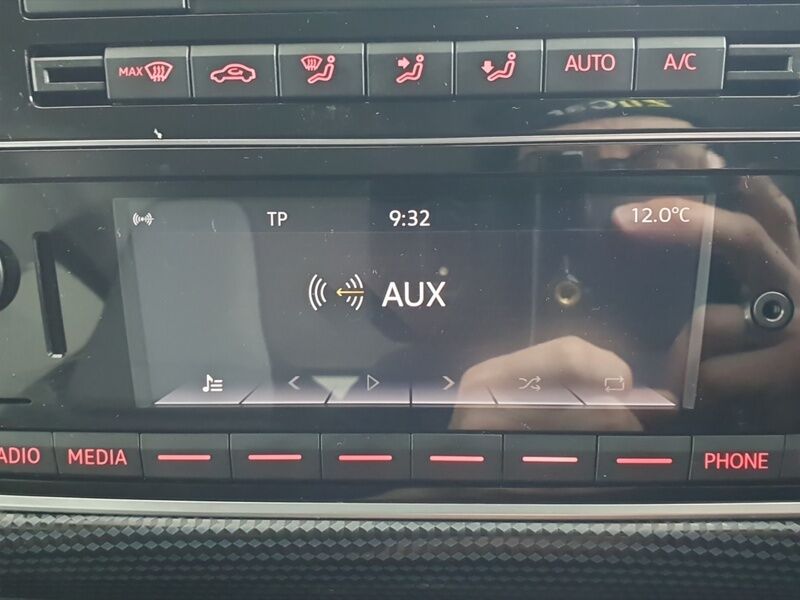 MAX
AUTO
A/C
TP
9:32
12.0°C
AUX
ADIO
MEDIA
PHONE